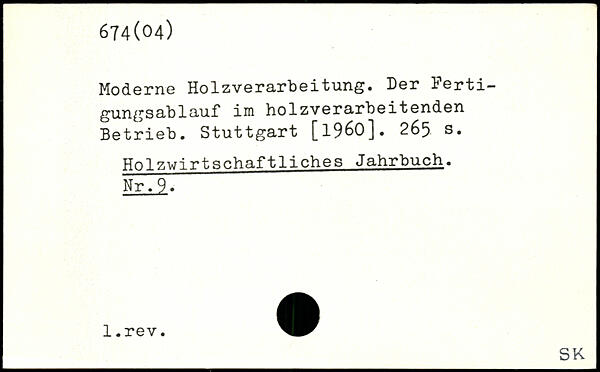 674(04)
Moderne Holzverarbeitung. Der Ferti-
gungsablauf im holzverarbeitenden
Betrieb. Stuttgart [1960]. 265 s.
Holzwirtschaftliches Jahrbuch.
Nr.9.
1.rev.
SK